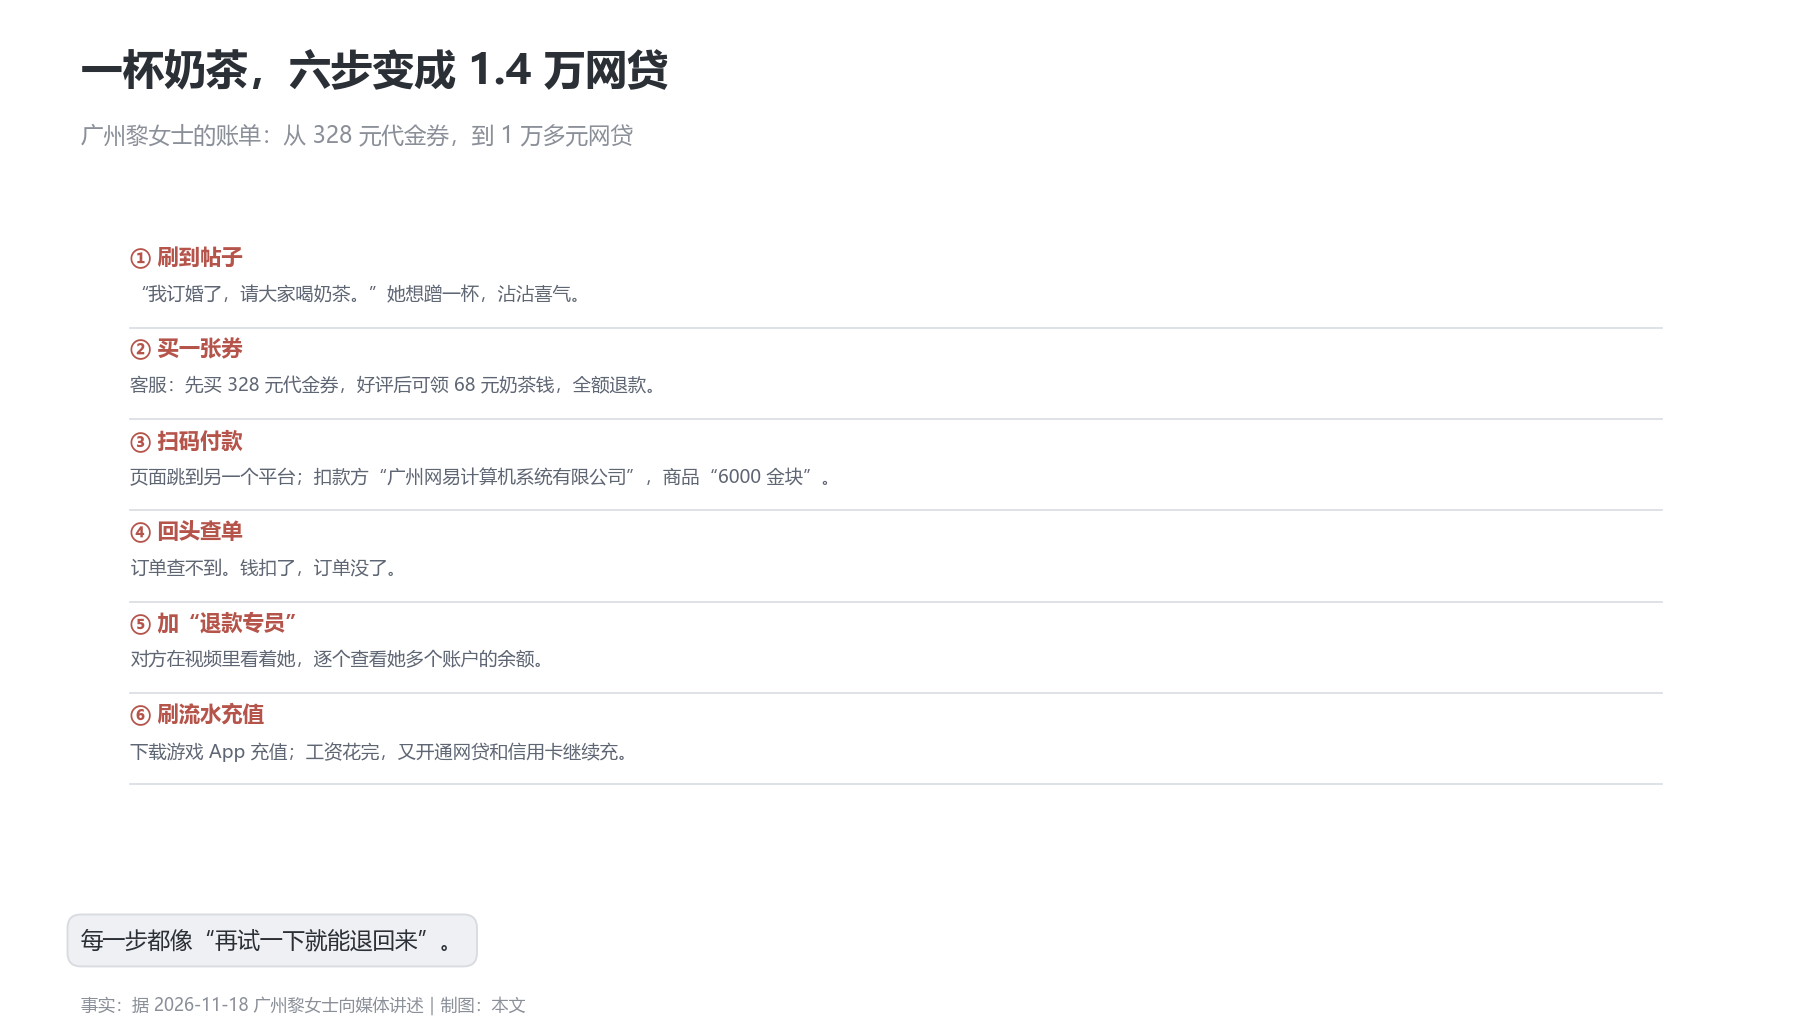 一杯奶茶，六步变成 1.4 万网贷
广州黎女士的账单：从 328 元代金券，到 1 万多元网贷
① 刷到帖子
“我订婚了，请大家喝奶茶。”她想蹭一杯，沾沾喜气。
② 买一张券
客服：先买 328 元代金券，好评后可领 68 元奶茶钱，全额退款。
③ 扫码付款
页面跳到另一个平台；扣款方“广州网易计算机系统有限公司”，商品“6000 金块”。
④ 回头查单
订单查不到。钱扣了，订单没了。
⑤ 加“退款专员”
对方在视频里看着她，逐个查看她多个账户的余额。
⑥ 刷流水充值
下载游戏 App 充值；工资花完，又开通网贷和信用卡继续充。
每一步都像“再试一下就能退回来”。
事实：据 2026-11-18 广州黎女士向媒体讲述 | 制图：本文